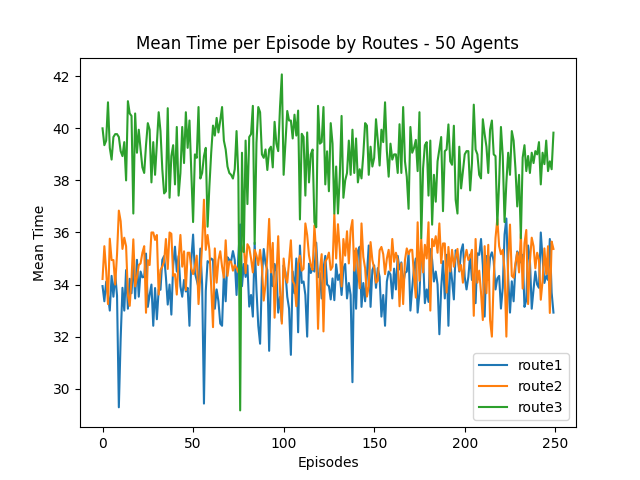 Mean Time per Episode by Routes - 50 Agents
42
40
38
36
34
32
30
Mean Time
0
50
100
150
200
250
Episodes
route1
route2
route3